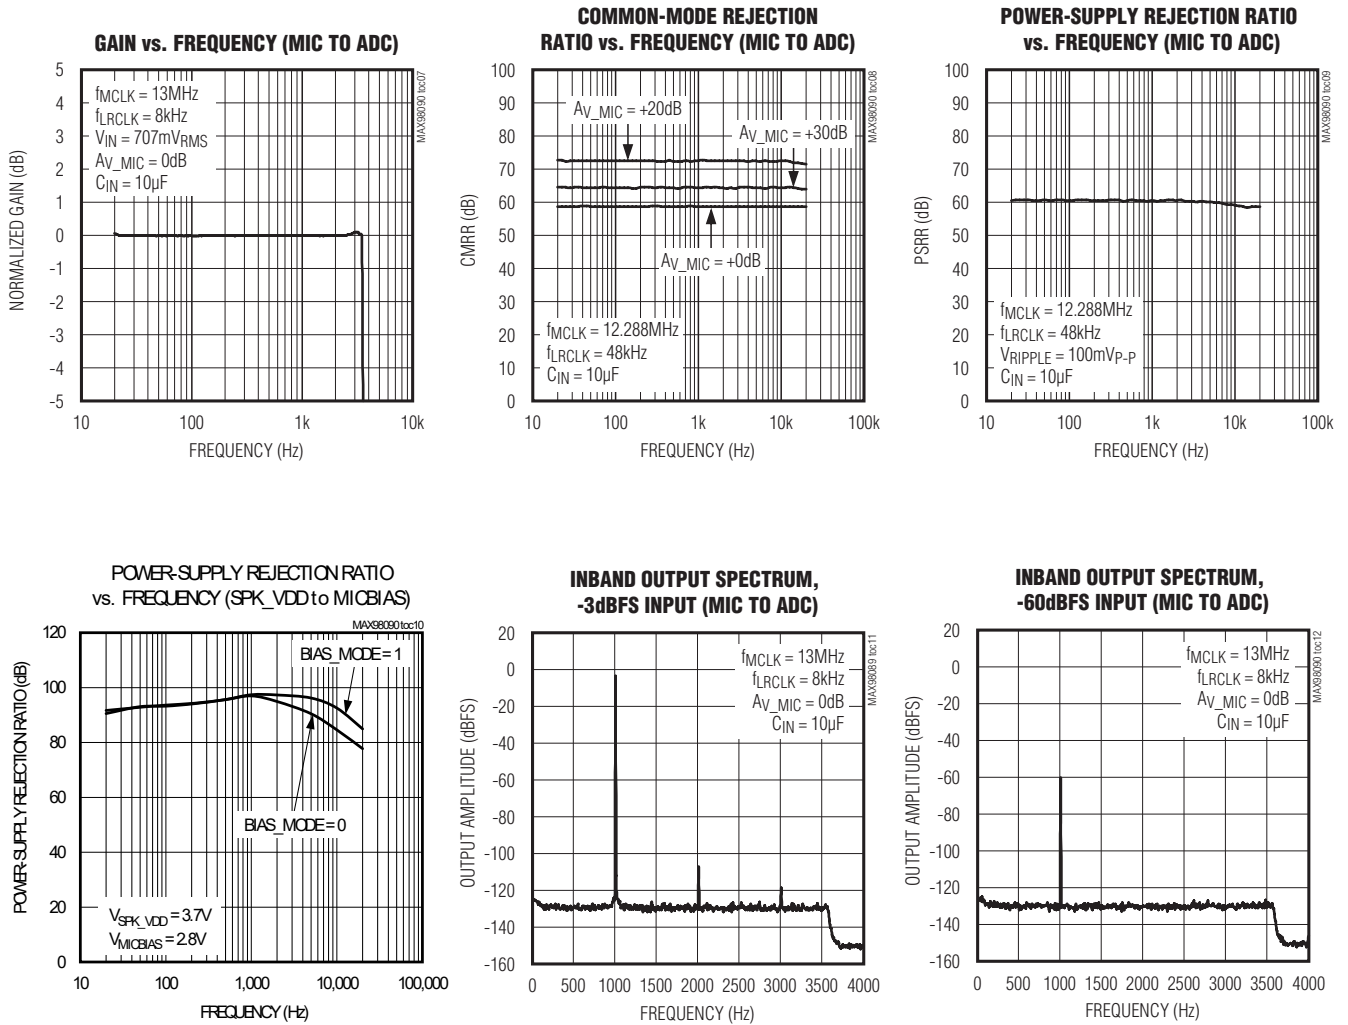 GAIN vs. FREQUENCY (MIC TO ADC)
MAX98090 toc07
NORMALIZED GAIN (dB)
5
4
3
2
1
0
-1
-2
-3
-4
-5
fMCLK = 13MHz
fLRCLK = 8kHz
VIN = 707mVRMS
AV_MIC = 0dB
CIN = 10µF
10
100
1k
10k
FREQUENCY (Hz)
COMMON-MODE REJECTION
RATIO vs. FREQUENCY (MIC TO ADC)
MAX98090 toc08
CMRR (dB)
100
90
80
70
60
50
40
30
20
10
0
AV_MIC = +20dB
AV_MIC = +30dB
AV_MIC = +0dB
fMCLK = 12.288MHz
fLRCLK = 48kHz
CIN = 10µF
10
100
1k
10k
100k
FREQUENCY (Hz)
POWER-SUPPLY REJECTION RATIO
vs. FREQUENCY (MIC TO ADC)
MAX98090 toc09
PSRR (dB)
100
90
80
70
60
50
40
30
20
10
0
fMCLK = 12.288MHz
fLRCLK = 48kHz
VRIPPLE = 100mVP-P
CIN = 10µF
10
100
1k
10k
100k
FREQUENCY (Hz)
POWER-SUPPLY REJECTION RATIO
vs. FREQUENCY (SPK_VDD to MICBIAS)
MAX98090 toc10
POWER-SUPPLY REJECTION RATIO (dB)
120
100
80
60
40
20
0
BIAS_MODE = 1
BIAS_MODE = 0
VSPK_VDD = 3.7V
VMICBIAS = 2.8V
10
100
1,000
10,000
100,000
FREQUENCY (Hz)
INBAND OUTPUT SPECTRUM,
-3dBFS INPUT (MIC TO ADC)
MAX98089 toc11
OUTPUT AMPLITUDE (dBFS)
20
0
-20
-40
-60
-80
-100
-120
-140
-160
fMCLK = 13MHz
fLRCLK = 8kHz
AV_MIC = 0dB
CIN = 10µF
0
500
1000
1500
2000
2500
3000
3500
4000
FREQUENCY (Hz)
INBAND OUTPUT SPECTRUM,
-60dBFS INPUT (MIC TO ADC)
MAX98090 toc12
OUTPUT AMPLITUDE (dBFS)
20
0
-20
-40
-60
-80
-100
-120
-140
-160
fMCLK = 13MHz
fLRCLK = 8kHz
AV_MIC = 0dB
CIN = 10µF
0
500
1000
1500
2000
2500
3000
3500
4000
FREQUENCY (Hz)